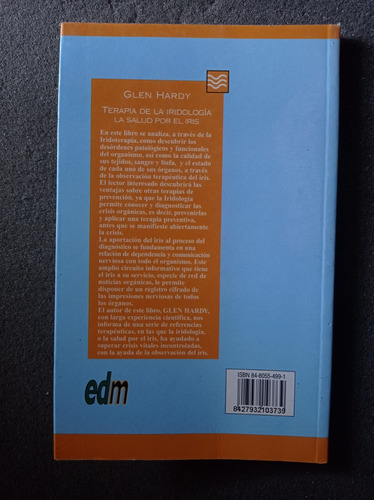 GLEN HARDY
TERAPIA DE LA IRIDOLOGÍA
LA SALUD POR EL IRIS
En este libro se analiza, a través de la
Iridoterapia, como descubrir los
desórdenes patológicos y funcionales
del organismo, así como la calidad de
sus tejidos, sangre y linfa, y el estado
de cada uno de sus órganos, a través
de la observación terapéutica del iris.
El lector interesado descubrirá las
ventajas sobre otras terapias de
prevención, ya que la Iridología
permite conocer y diagnosticar las
crisis orgánicas, es decir, prevenirlas y
aplicar una terapia preventiva,
antes que se manifieste abiertamente
la crisis.
La aportación del iris al proceso del
diagnóstico se fundamenta en una
relación de dependencia y comunicación
nerviosa con todo el organismo. Este
amplio circuito informativo que tiene
el iris a su servicio, especie de red de
noticias orgánicas, le permite
disponer de un registro cifrado de
las impresiones nerviosas de todos
los órganos.
El autor de este libro, GLEN HARDY,
con larga experiencia científica, nos
informa de una serie de referencias
terapéuticas, en las que la iridología,
o la salud por el iris, ha ayudado a
superar crisis vitales incontroladas,
con la ayuda de la observación del iris.
edm
ISBN 84-8055-499-1
8427932103739